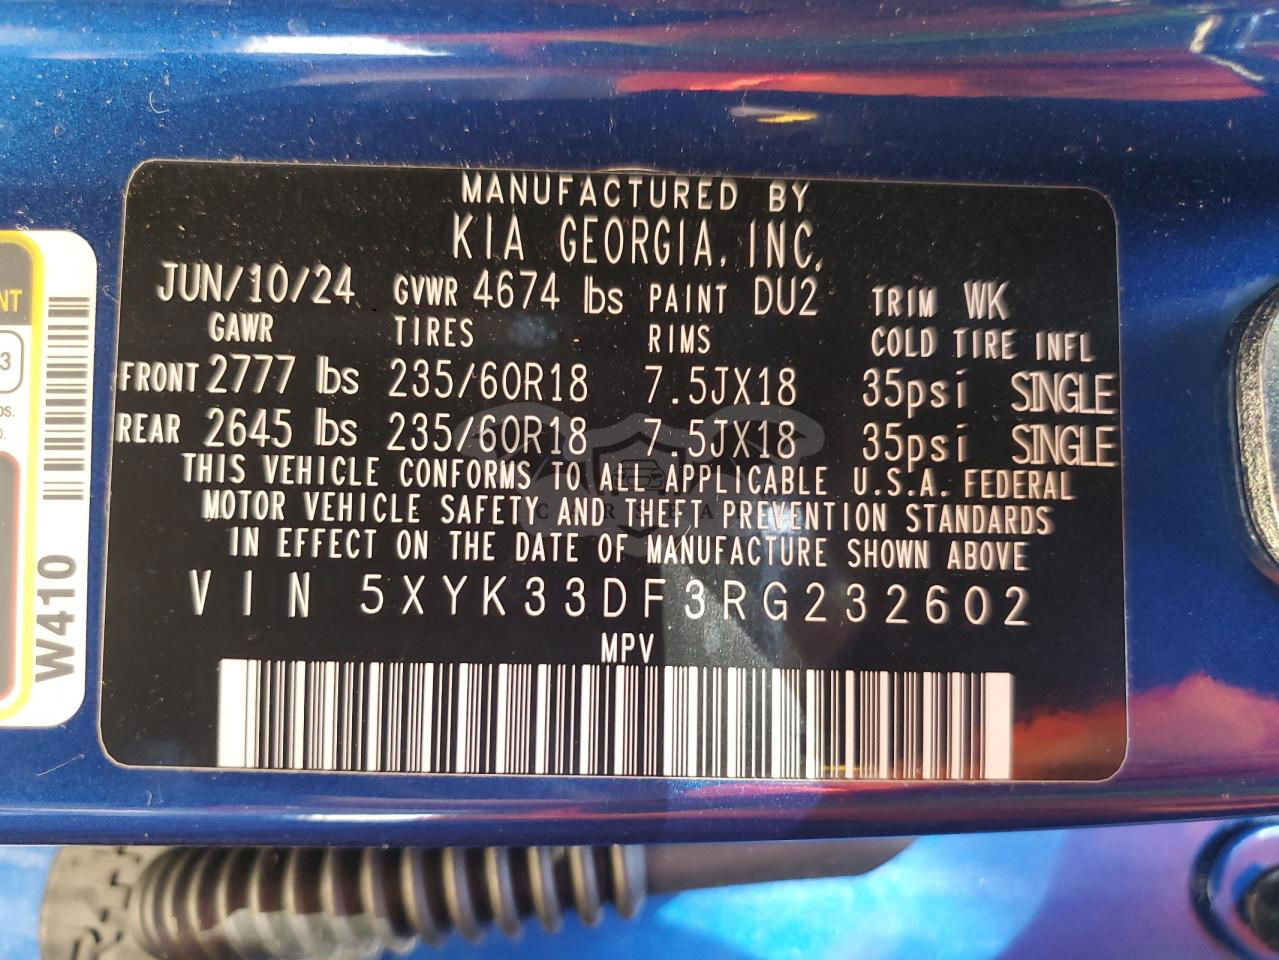 MANUFACTURED BY
KIA GEORGIA, INC.
JUN/10/24 GVWR 4674 lbs PAINT DU2 TRIM WK
GAWR TIRES RIMS COLD TIRE INFL
FRONT 2777 lbs 235/60R18 7.5JX18 35psi SINGLE
REAR 2645 lbs 235/60R18 7.5JX18 35psi SINGLE
THIS VEHICLE CONFORMS TO ALL APPLICABLE U.S.A. FEDERAL
MOTOR VEHICLE SAFETY AND THEFT PREVENTION STANDARDS
IN EFFECT ON THE DATE OF MANUFACTURE SHOWN ABOVE
VIN 5XYK33DF3RG232602
MPV
W410
NT
3